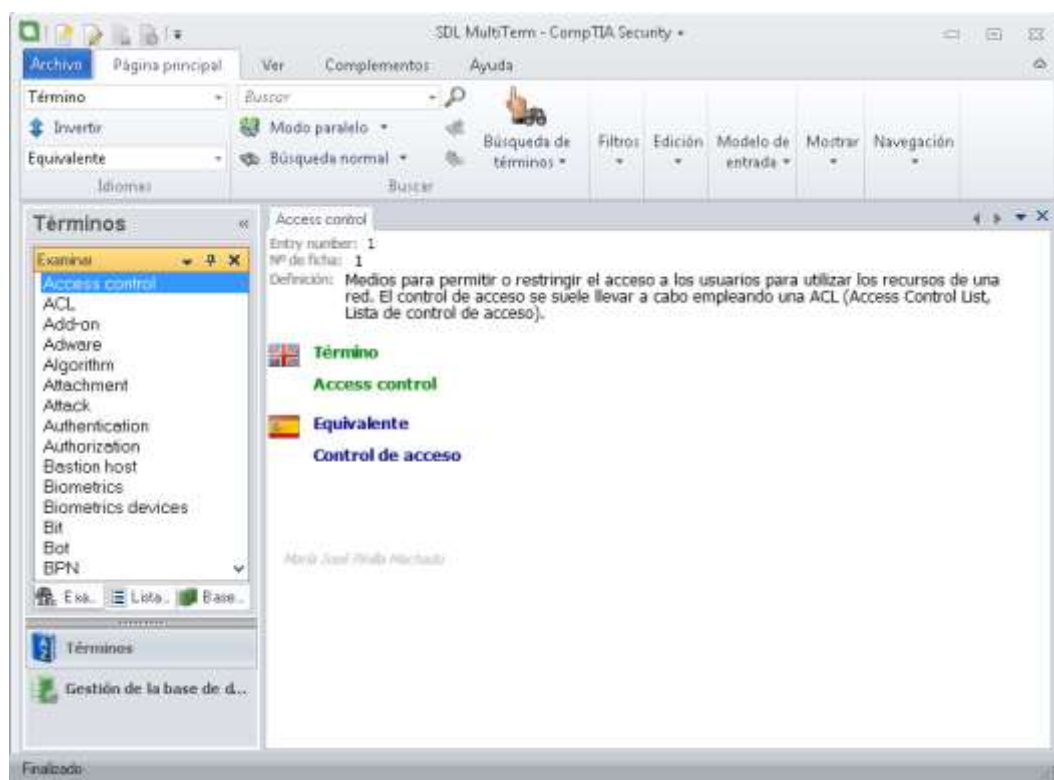 SDL MultiTerm - CompTIA Security +
Archivo Página principal Ver Complementos Ayuda
Término
Invertir
Equivalente
Idiomas
Buscar
Modo paralelo
Búsqueda normal
Buscar
Búsqueda de
términos
Filtros
Edición
Modelo de
entrada
Mostrar
Navegación
Términos
Examinar
Access control
ACL
Add-on
Adware
Algorithm
Attachment
Attack
Authentication
Authorization
Bastion host
Biometrics
Biometrics devices
Bit
Bot
BPN
Exa... Lista... Base...
Términos
Gestión de la base de d...
Access control
Entry number: 1
Nº de ficha: 1
Definición: Medios para permitir o restringir el acceso a los usuarios para utilizar los recursos de una
red. El control de acceso se suele llevar a cabo empleando una ACL (Access Control List,
Lista de control de acceso).
Término
Access control
Equivalente
Control de acceso
María José
Finalizado